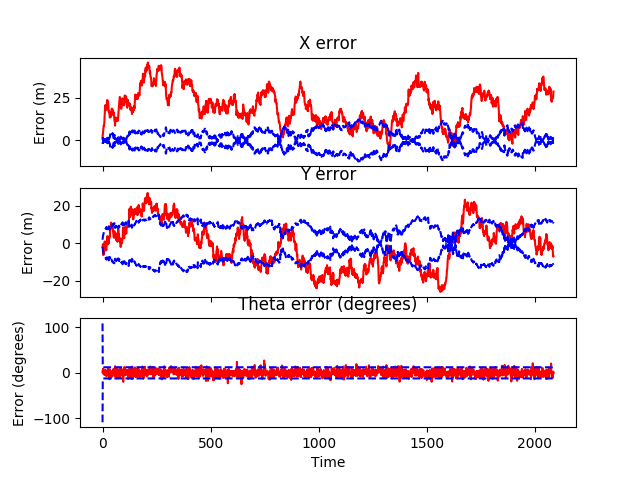 X error
Error (m)
25
0
Y error
Error (m)
20
0
−20
Theta error (degrees)
Error (degrees)
100
0
−100
0 500 1000 1500 2000
Time